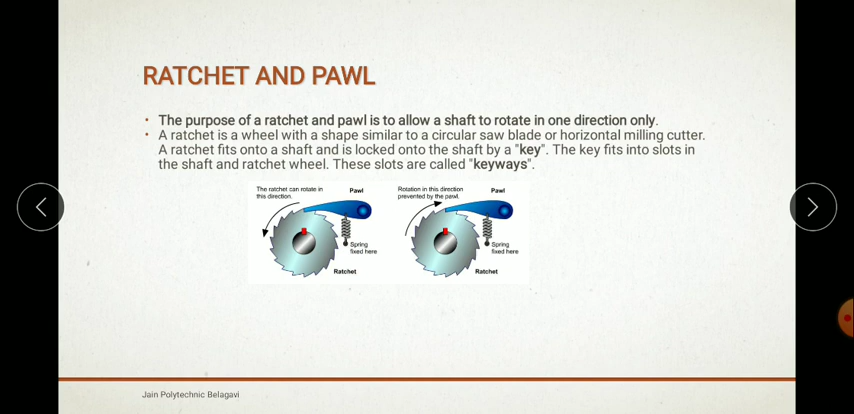 RATCHET AND PAWL
• The purpose of a ratchet and pawl is to allow a shaft to rotate in one direction only.
• A ratchet is a wheel with a shape similar to a circular saw blade or horizontal milling cutter.
A ratchet fits onto a shaft and is locked onto the shaft by a "key". The key fits into slots in
the shaft and ratchet wheel. These slots are called "keyways".
The ratchet can rotate in
this direction.
Pawl
Spring
fixed here
Ratchet
Rotation in this direction
prevented by the pawl.
Pawl
Spring
fixed here
Ratchet
Jain Polytechnic Belagavi